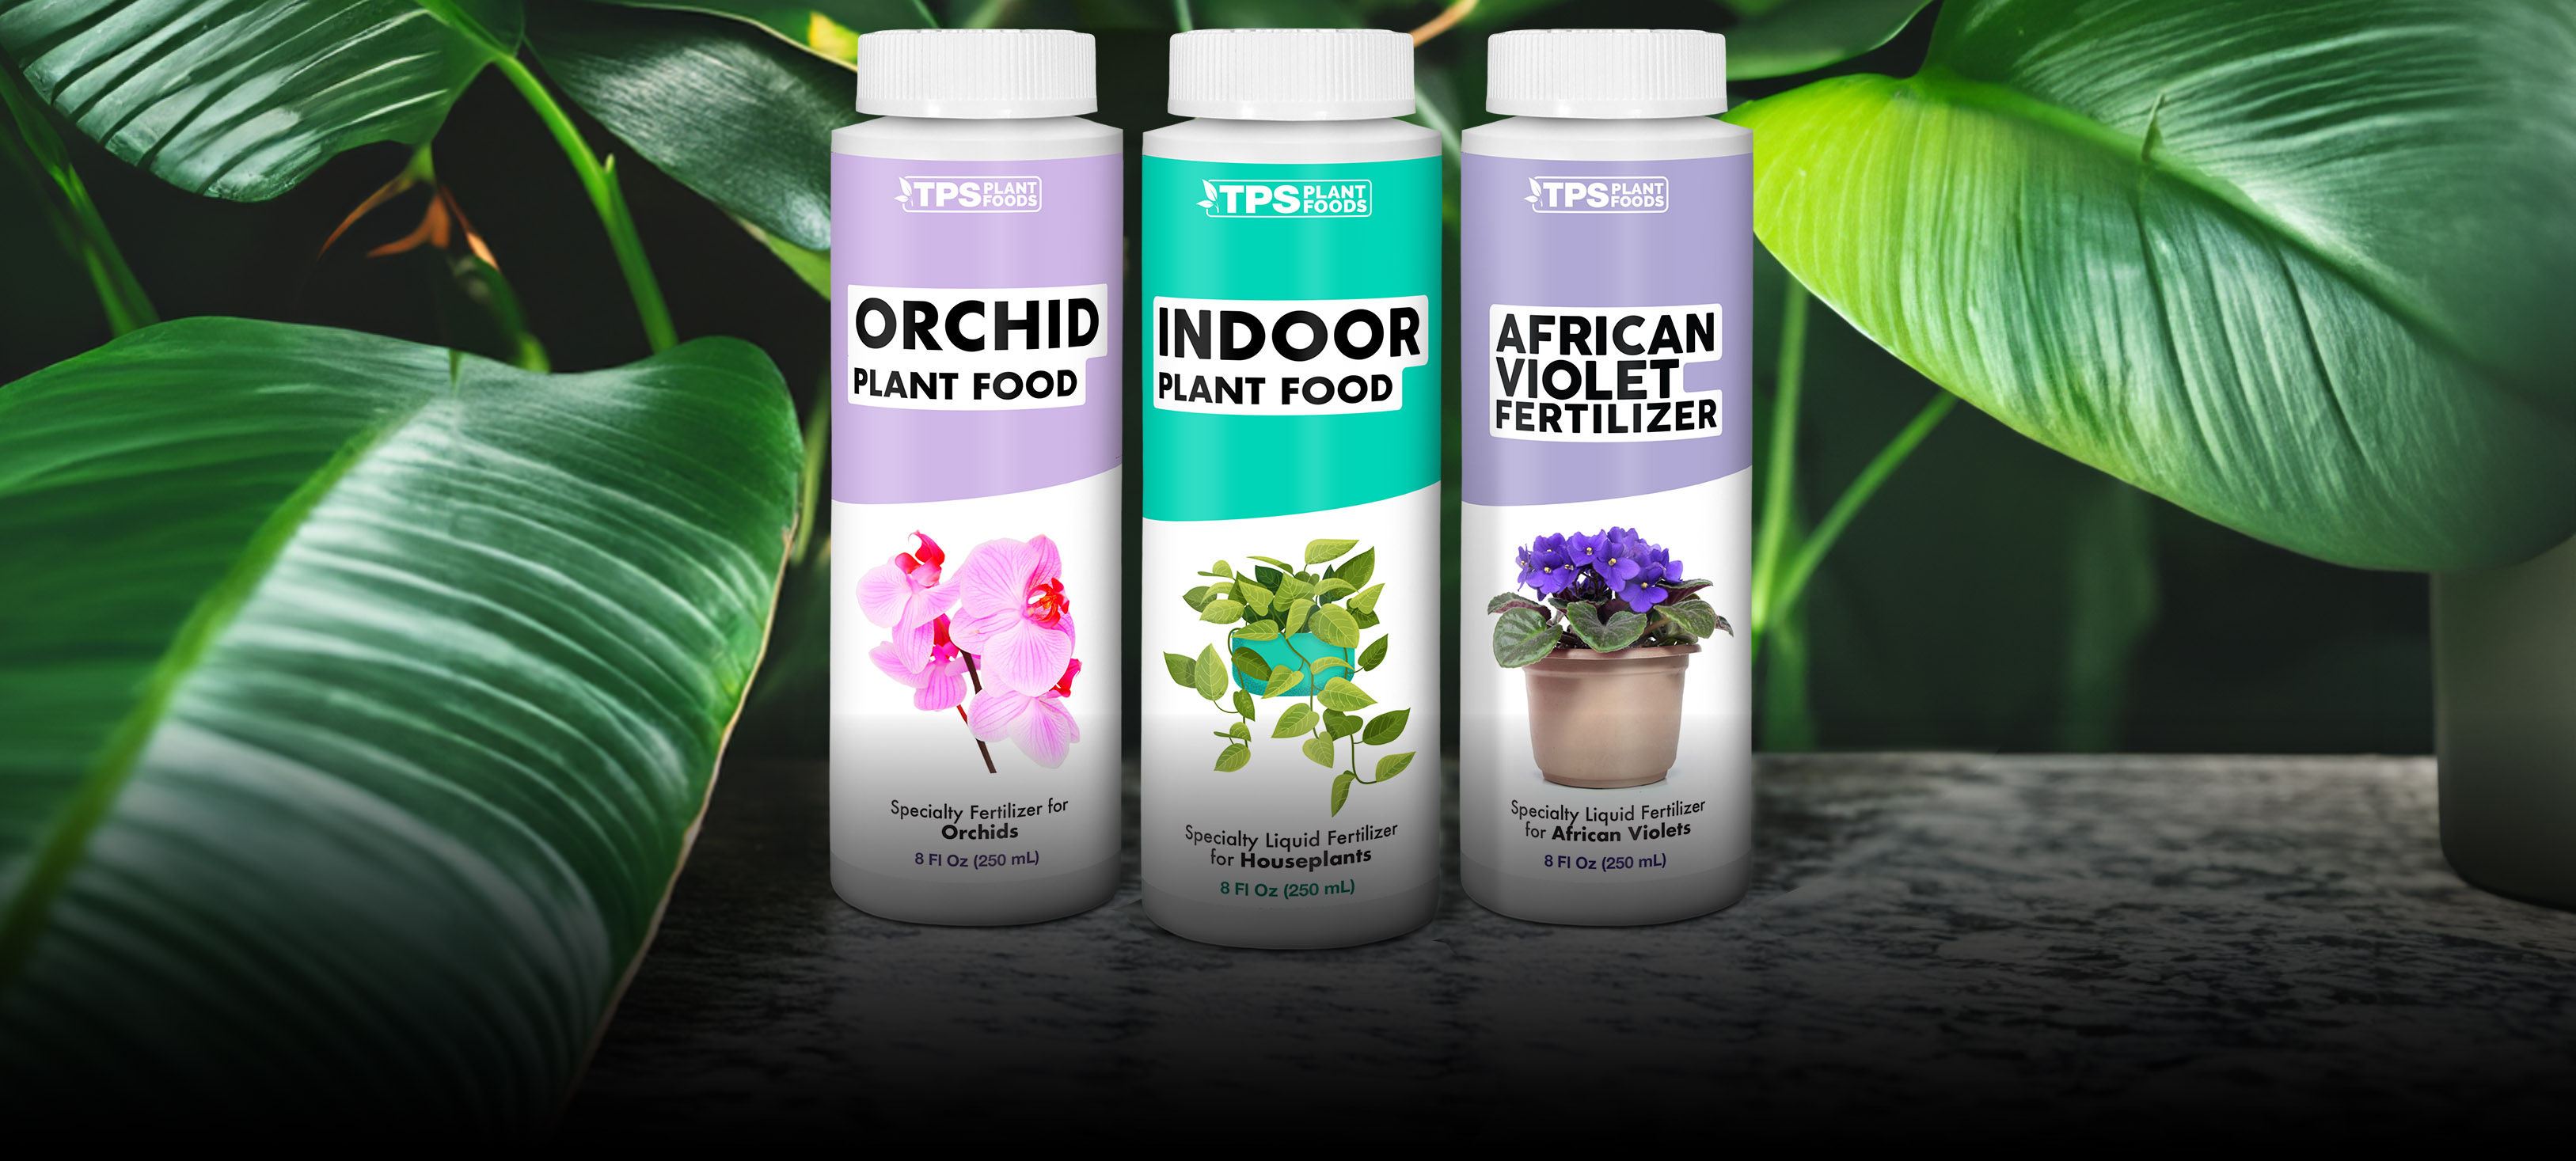 TPS PLANT FOODS
ORCHID
PLANT FOOD
Specialty Fertilizer for
Orchids
8 Fl Oz (250 mL)
TPS PLANT FOODS
INDOOR
PLANT FOOD
Specialty Liquid Fertilizer
for Houseplants
8 Fl Oz (250 mL)
TPS PLANT FOODS
AFRICAN
VIOLET
FERTILIZER
Specialty Liquid Fertilizer
for African Violets
8 Fl Oz (250 mL)